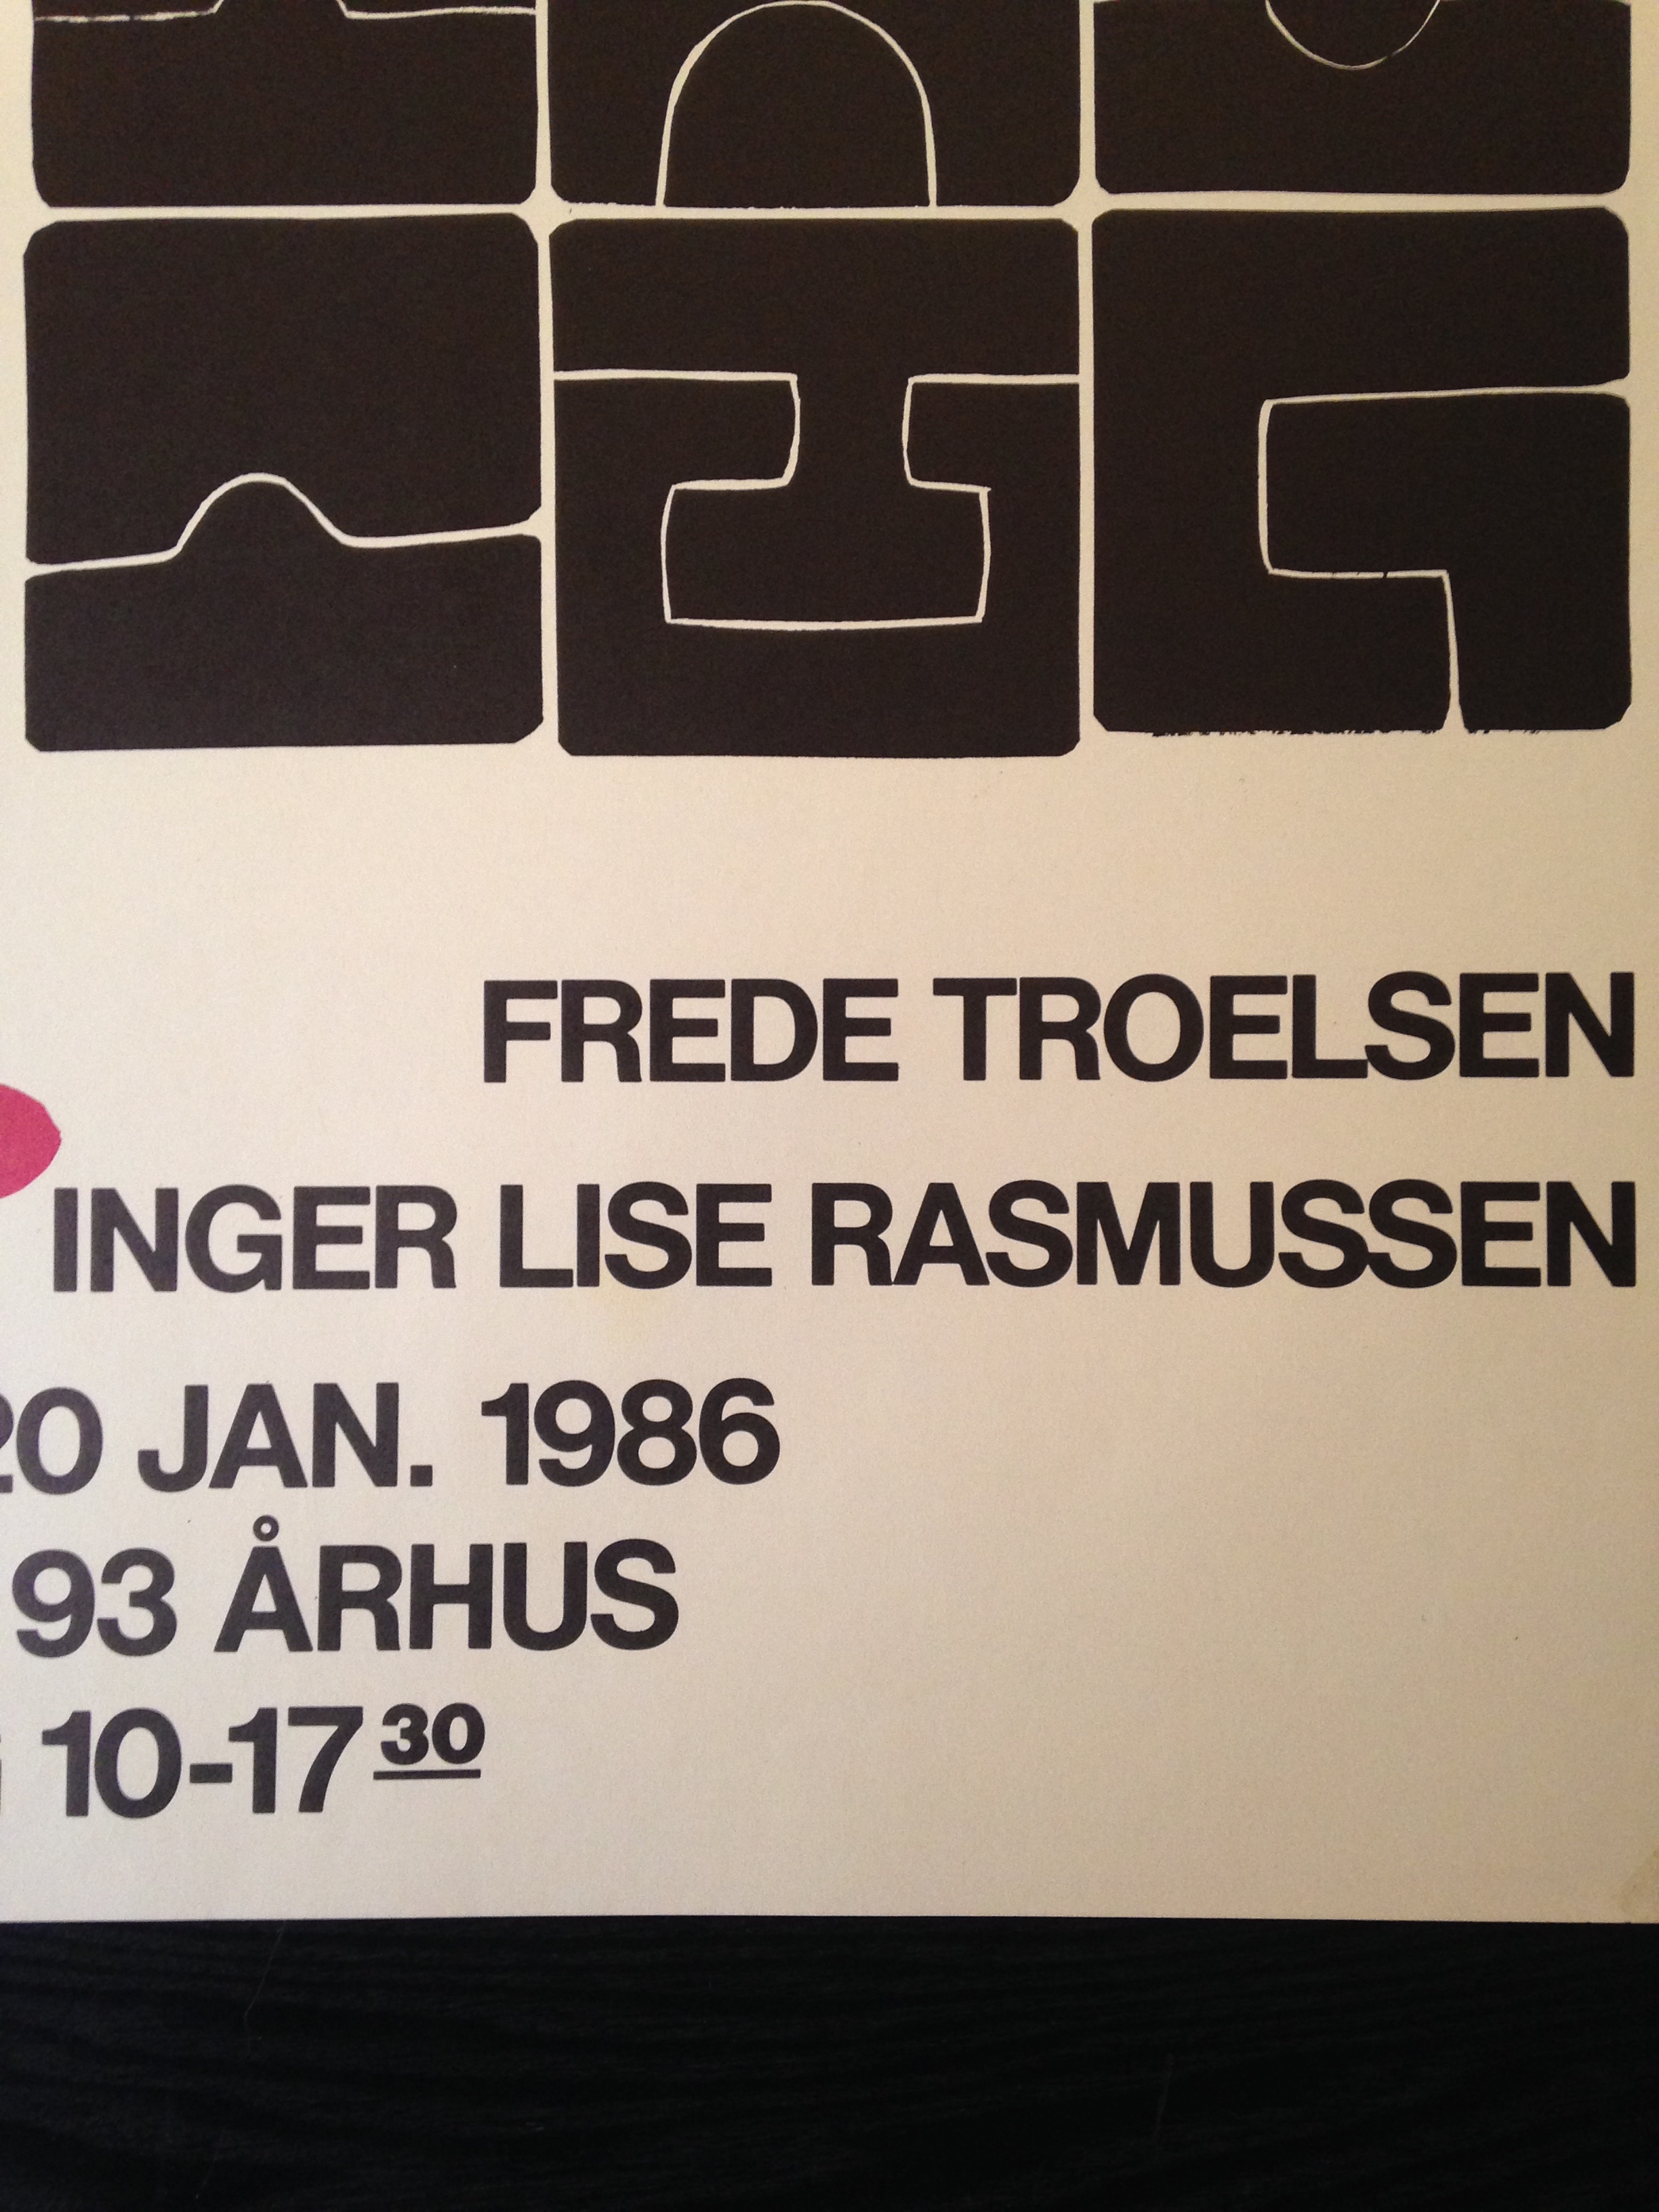 FREDE TROELSEN
INGER LISE RASMUSSEN
20 JAN. 1986
93 ÅRHUS
10-17 30